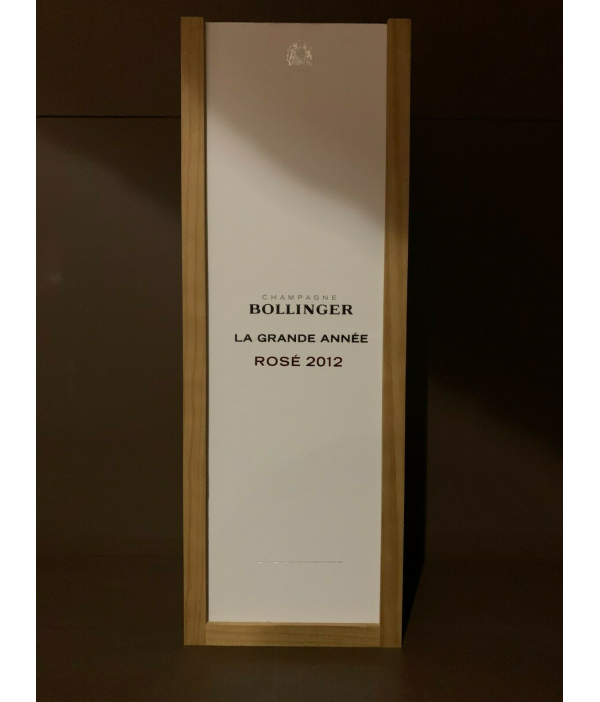 CHAMPAGNE
BOLLINGER
LA GRANDE ANNÉE
ROSÉ 2012